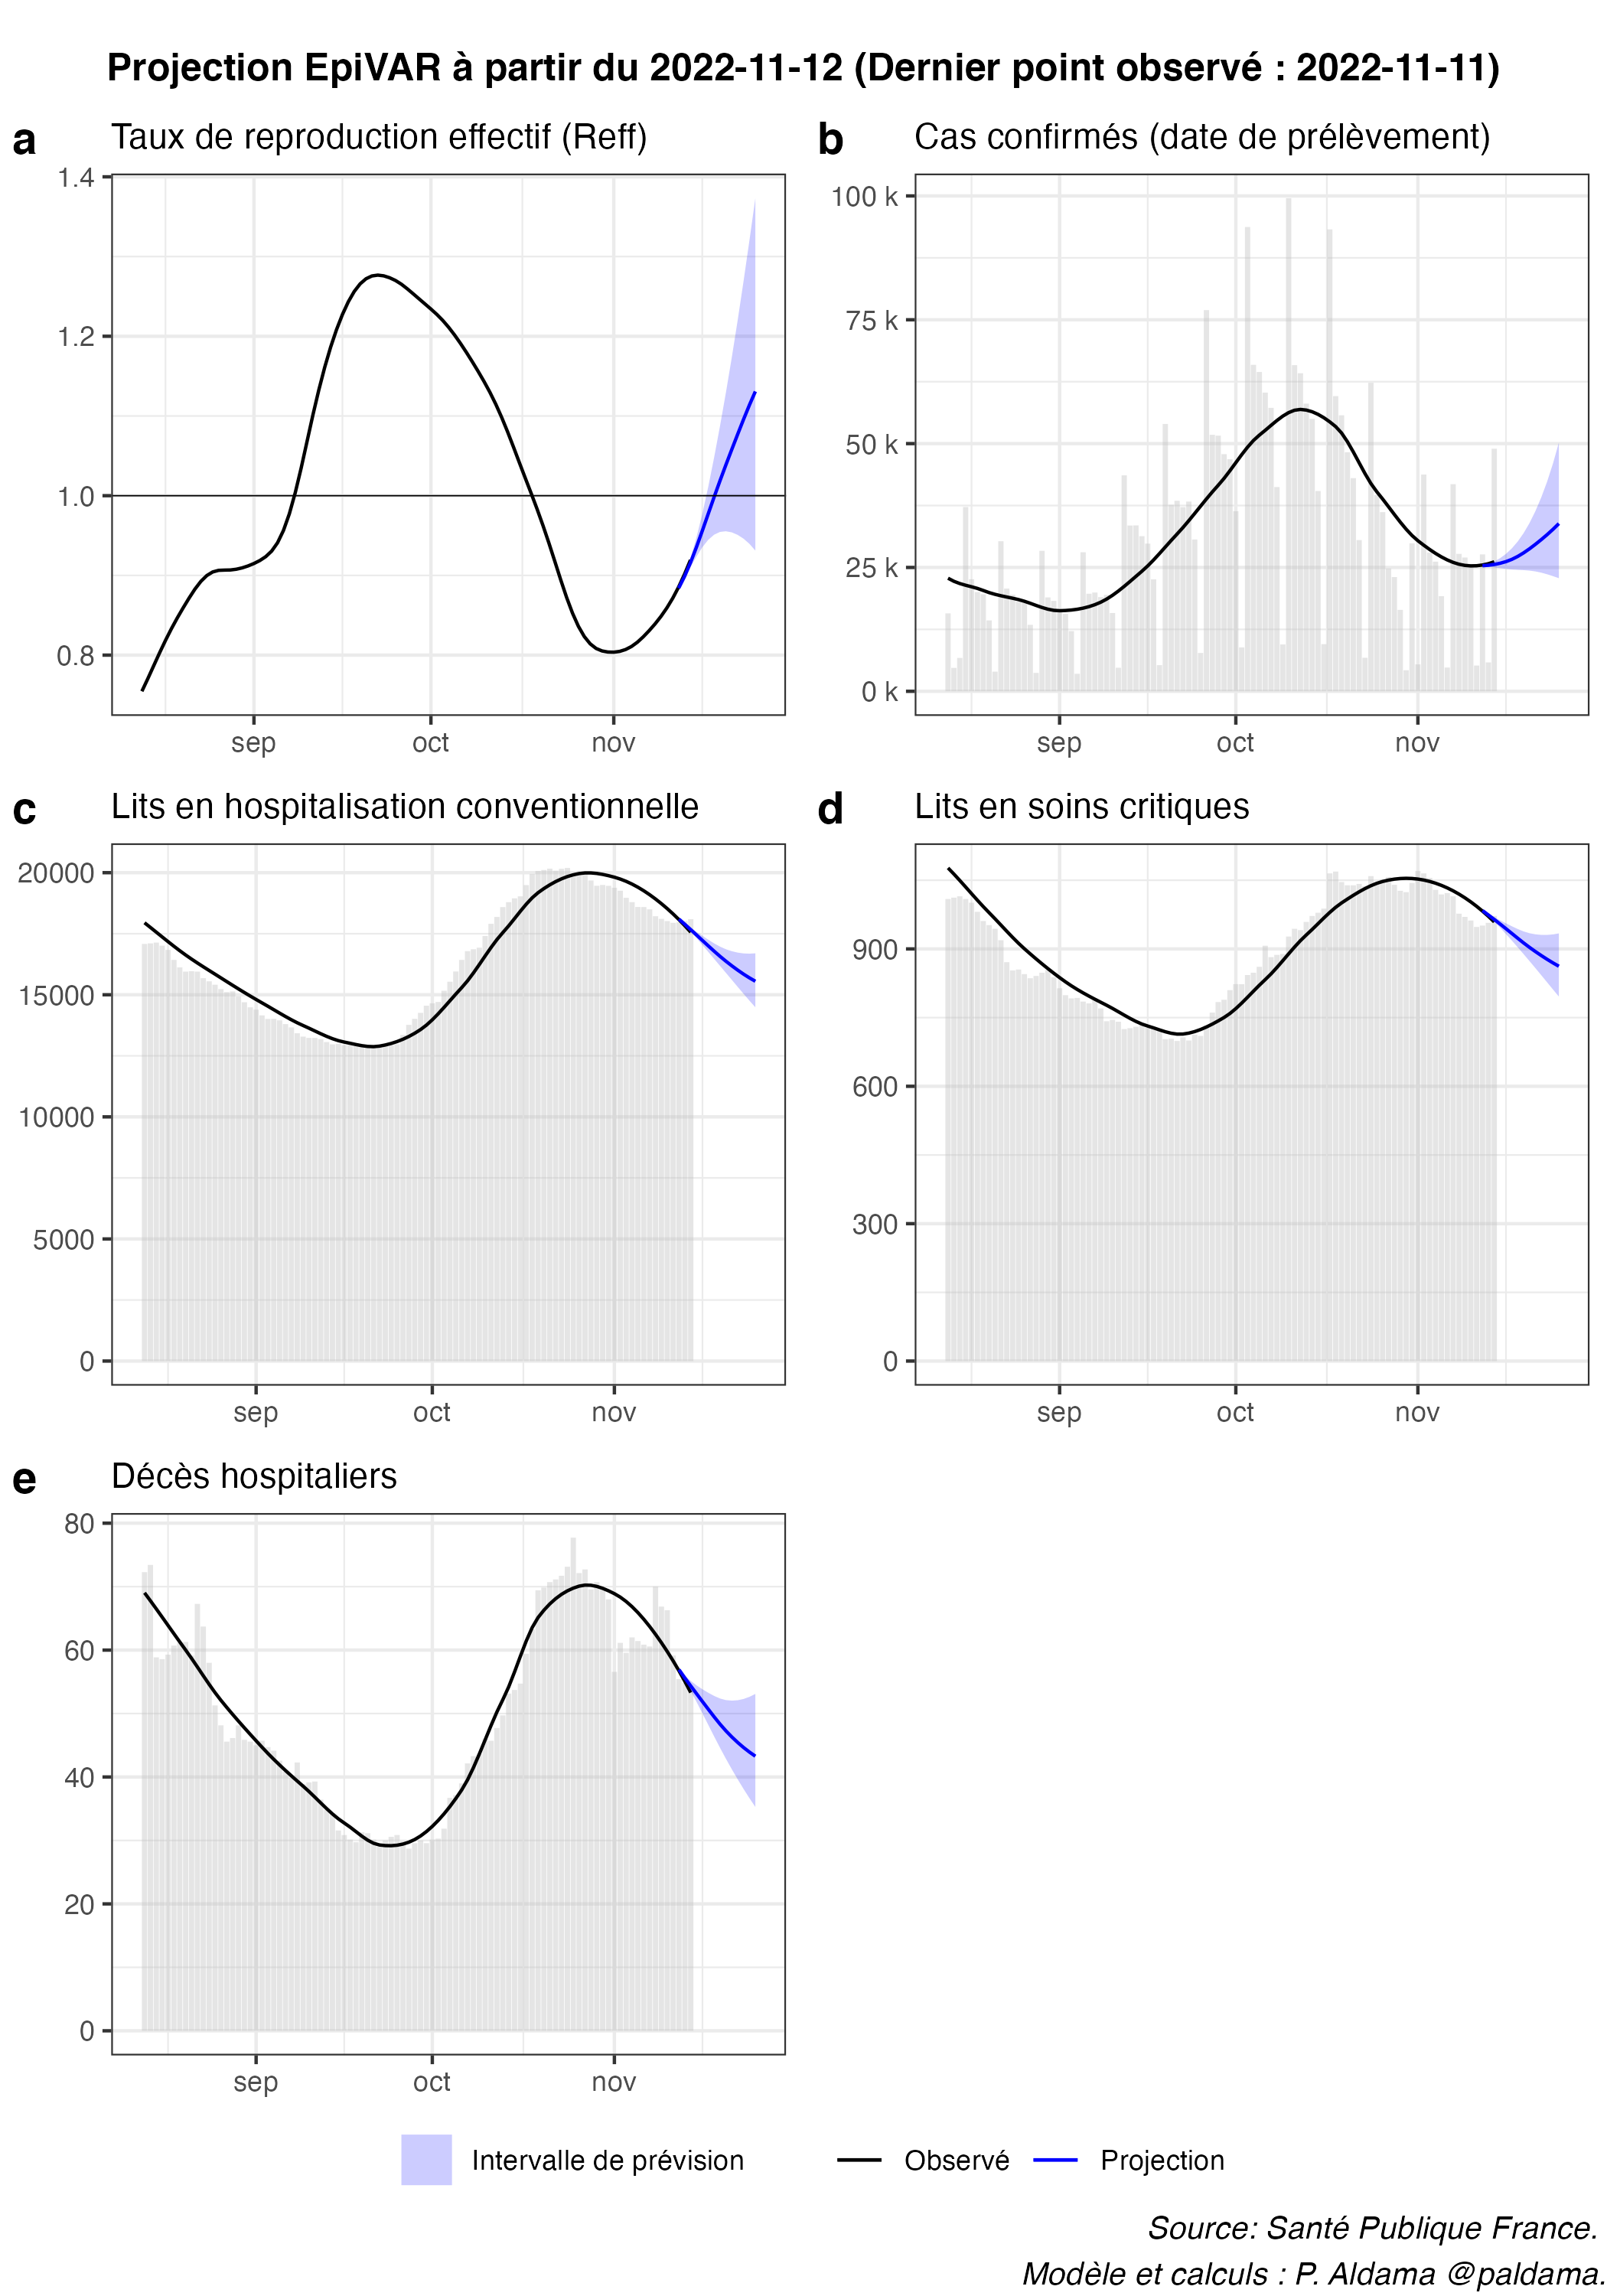 Projection EpiVAR à partir du 2022-11-12 (Dernier point observé : 2022-11-11)
a Taux de reproduction effectif (Reff)
1.4
1.2
1.0
0.8
sep oct nov
b Cas confirmés (date de prélèvement)
100 k
75 k
50 k
25 k
0 k
sep oct nov
c Lits en hospitalisation conventionnelle
20000
15000
10000
5000
0
sep oct nov
d Lits en soins critiques
900
600
300
0
sep oct nov
e Décès hospitaliers
80
60
40
20
0
sep oct nov
Intervalle de prévision Observé Projection
Source: Santé Publique France.
Modèle et calculs : P. Aldama @paldama.